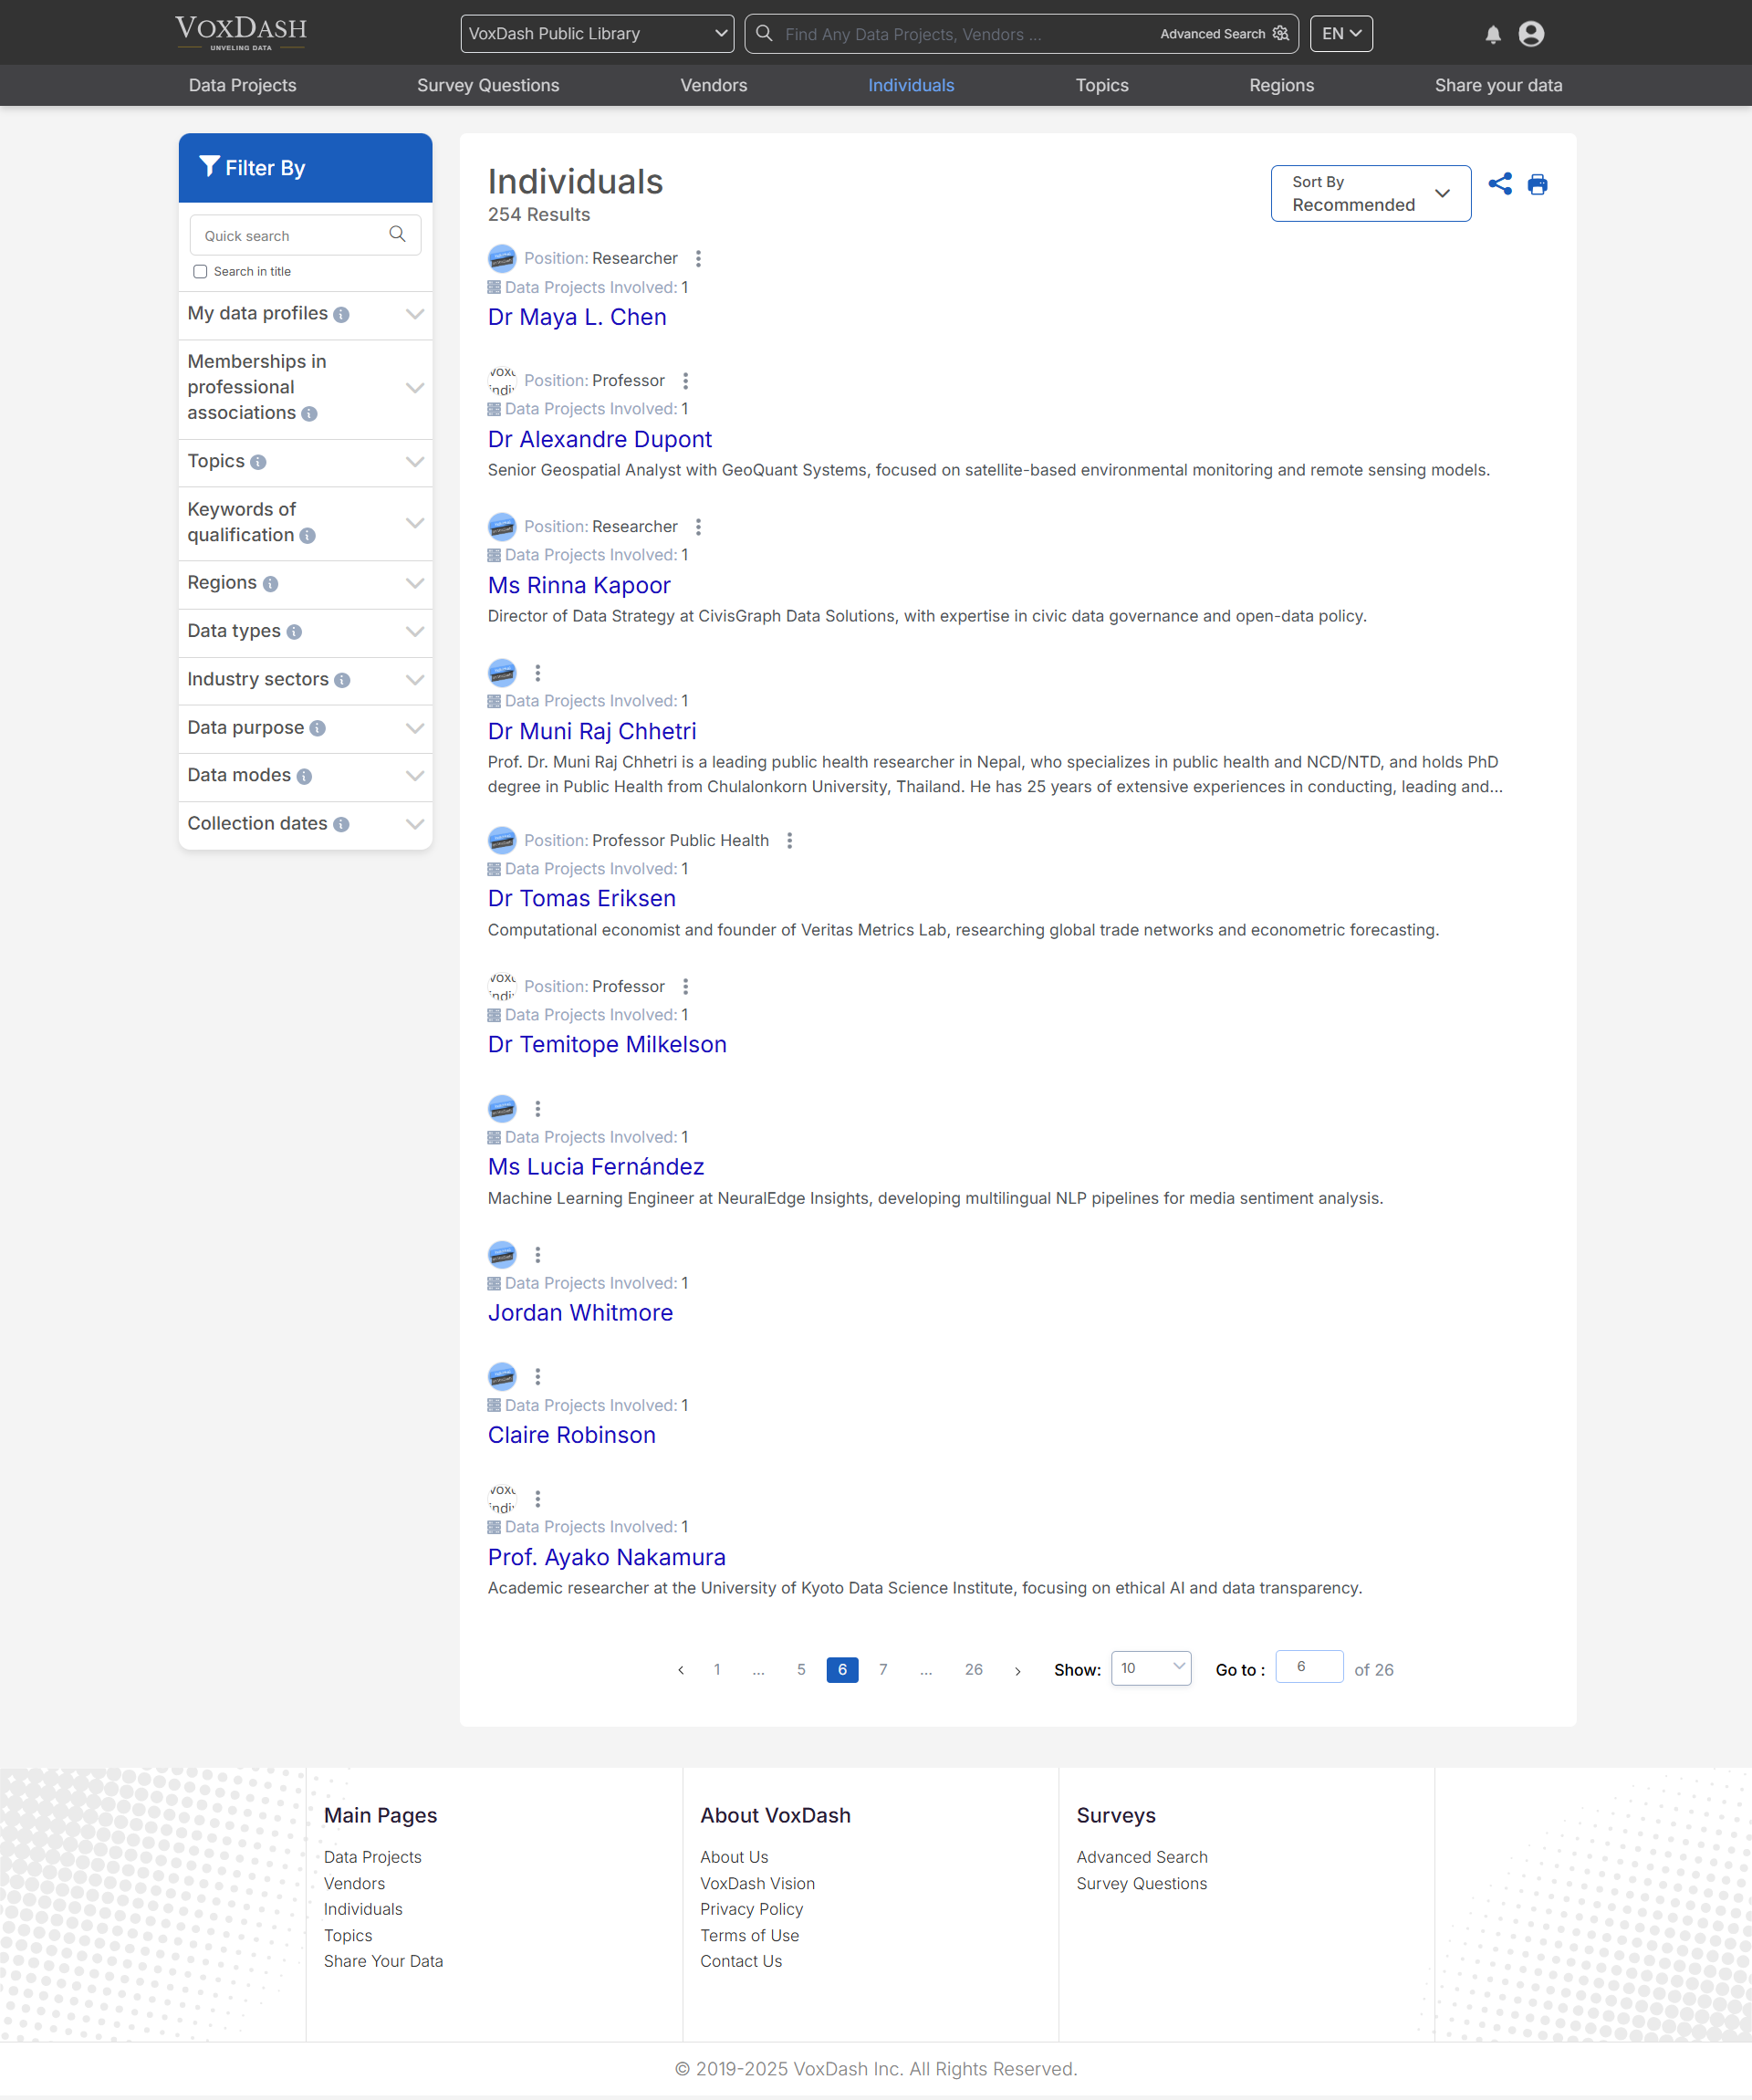 VOXDASH
UNVELING DATA
VoxDash Public Library
Find Any Data Projects, Vendors ...
Advanced Search
EN
Data Projects
Survey Questions
Vendors
Individuals
Topics
Regions
Share your data
Filter By
Quick search
Search in title
My data profiles
Memberships in
professional
associations
Topics
Keywords of
qualification
Regions
Data types
Industry sectors
Data purpose
Data modes
Collection dates
Individuals
254 Results
Sort By
Recommended
Position: Researcher
Data Projects Involved: 1
Dr Maya L. Chen
Position: Professor
Data Projects Involved: 1
Dr Alexandre Dupont
Senior Geospatial Analyst with GeoQuant Systems, focused on satellite-based environmental monitoring and remote sensing models.
Position: Researcher
Data Projects Involved: 1
Ms Rinna Kapoor
Director of Data Strategy at CivisGraph Data Solutions, with expertise in civic data governance and open-data policy.
Data Projects Involved: 1
Dr Muni Raj Chhetri
Prof. Dr. Muni Raj Chhetri is a leading public health researcher in Nepal, who specializes in public health and NCD/NTD, and holds PhD
degree in Public Health from Chulalonkorn University, Thailand. He has 25 years of extensive experiences in conducting, leading and...
Position: Professor Public Health
Data Projects Involved: 1
Dr Tomas Eriksen
Computational economist and founder of Veritas Metrics Lab, researching global trade networks and econometric forecasting.
Position: Professor
Data Projects Involved: 1
Dr Temitope Milkelson
Data Projects Involved: 1
Ms Lucia Fernández
Machine Learning Engineer at NeuralEdge Insights, developing multilingual NLP pipelines for media sentiment analysis.
Data Projects Involved: 1
Jordan Whitmore
Data Projects Involved: 1
Claire Robinson
Data Projects Involved: 1
Prof. Ayako Nakamura
Academic researcher at the University of Kyoto Data Science Institute, focusing on ethical AI and data transparency.
‹ 1 ... 5 6 7 ... 26 › Show: 10 Go to : 6 of 26
Main Pages
Data Projects
Vendors
Individuals
Topics
Share Your Data
About VoxDash
About Us
VoxDash Vision
Privacy Policy
Terms of Use
Contact Us
Surveys
Advanced Search
Survey Questions
© 2019-2025 VoxDash Inc. All Rights Reserved.